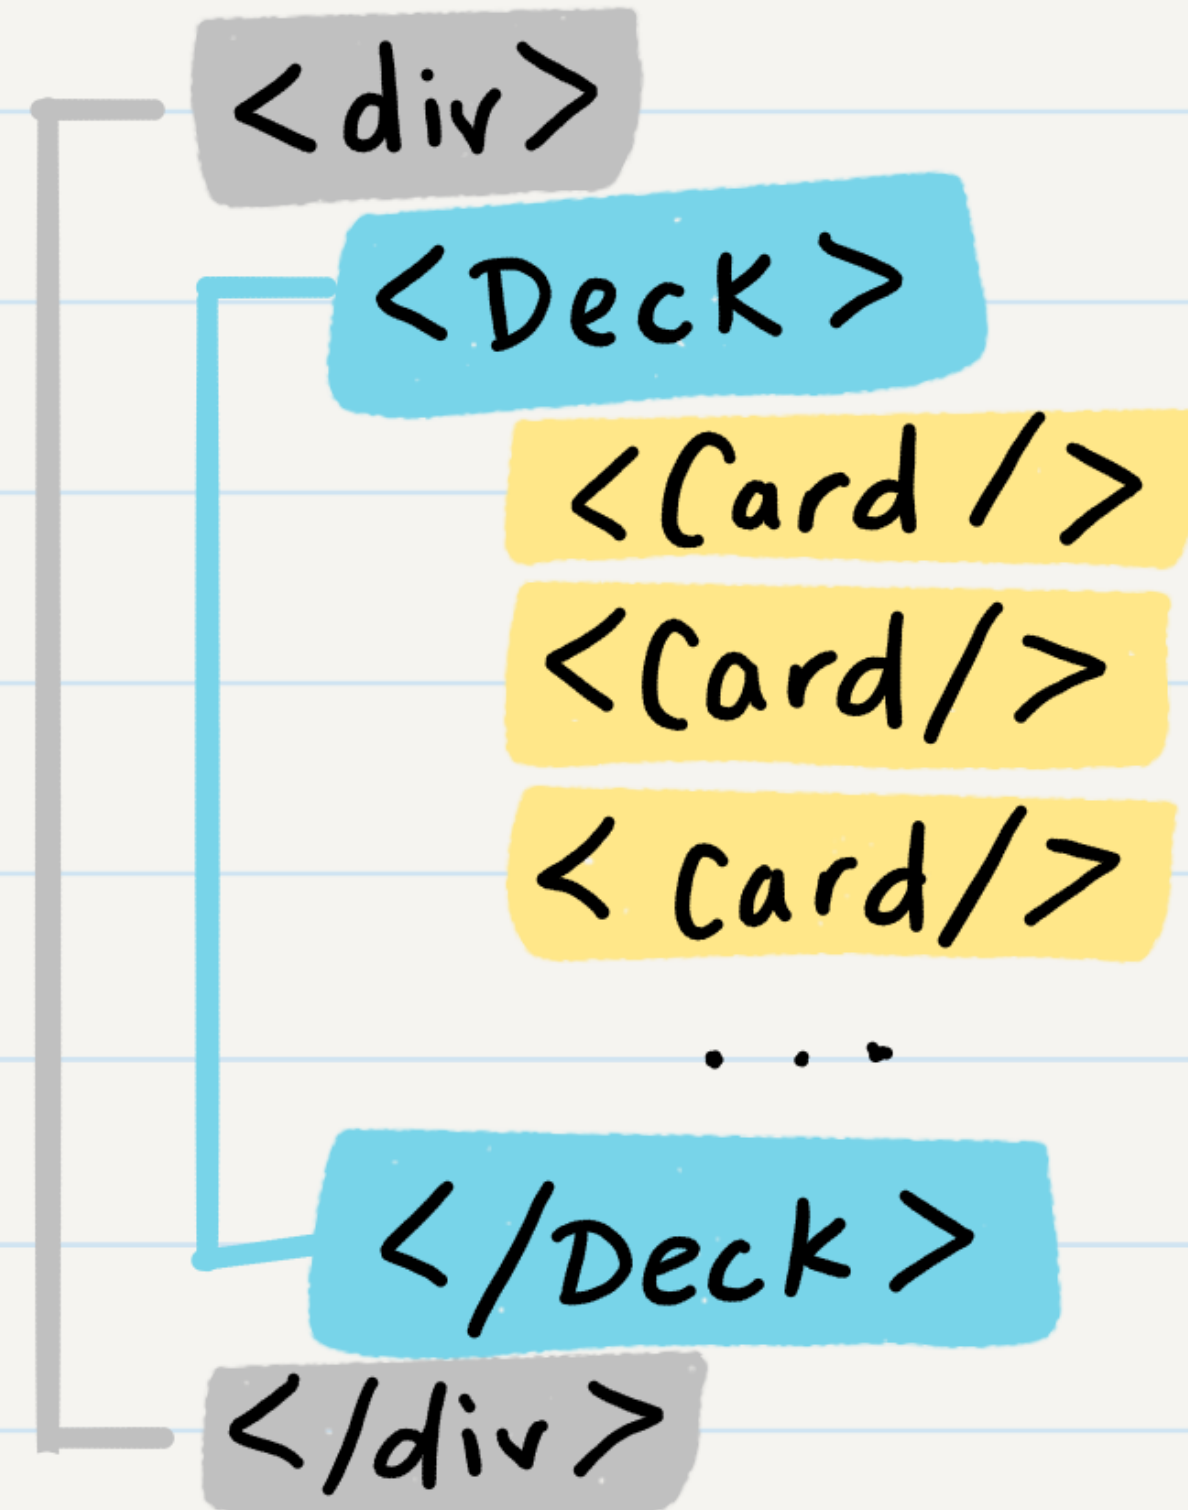 <div>
<Deck>
<Card />
<Card/>
< Card/>
...
</Deck>
</div>